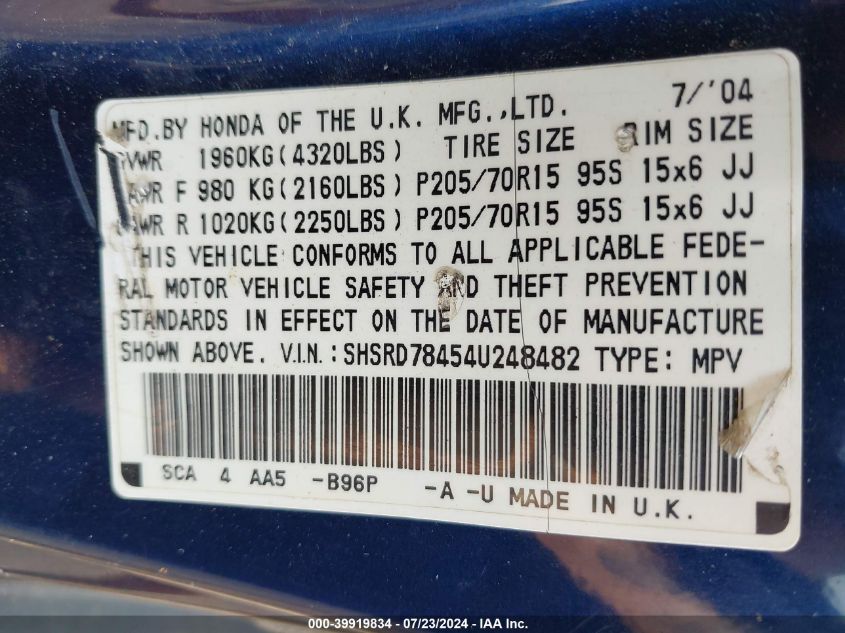 MFD.BY HONDA OF THE U.K. MFG.,LTD. 7/'04
GVWR 1960KG(4320LBS) TIRE SIZE RIM SIZE
GAWR F 980 KG(2160LBS) P205/70R15 95S 15x6 JJ
GAWR R 1020KG(2250LBS) P205/70R15 95S 15x6 JJ
THIS VEHICLE CONFORMS TO ALL APPLICABLE FEDE-
RAL MOTOR VEHICLE SAFETY AND THEFT PREVENTION
STANDARDS IN EFFECT ON THE DATE OF MANUFACTURE
SHOWN ABOVE. V.I.N.:SHSRD78454U248482 TYPE: MPV
SCA 4 AA5 -B96P -A -U MADE IN U.K.
000-39919834 / 07/23/2024 / IAA Inc.